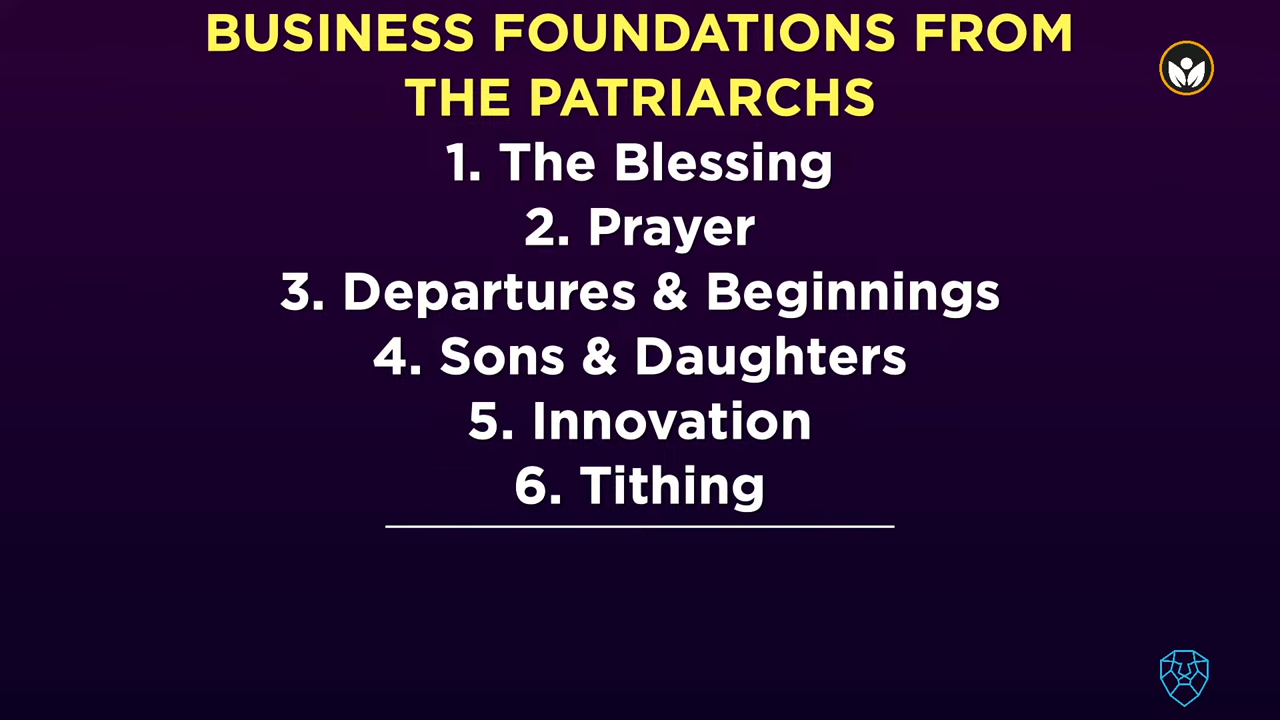 BUSINESS FOUNDATIONS FROM
THE PATRIARCHS
1. The Blessing
2. Prayer
3. Departures & Beginnings
4. Sons & Daughters
5. Innovation
6. Tithing